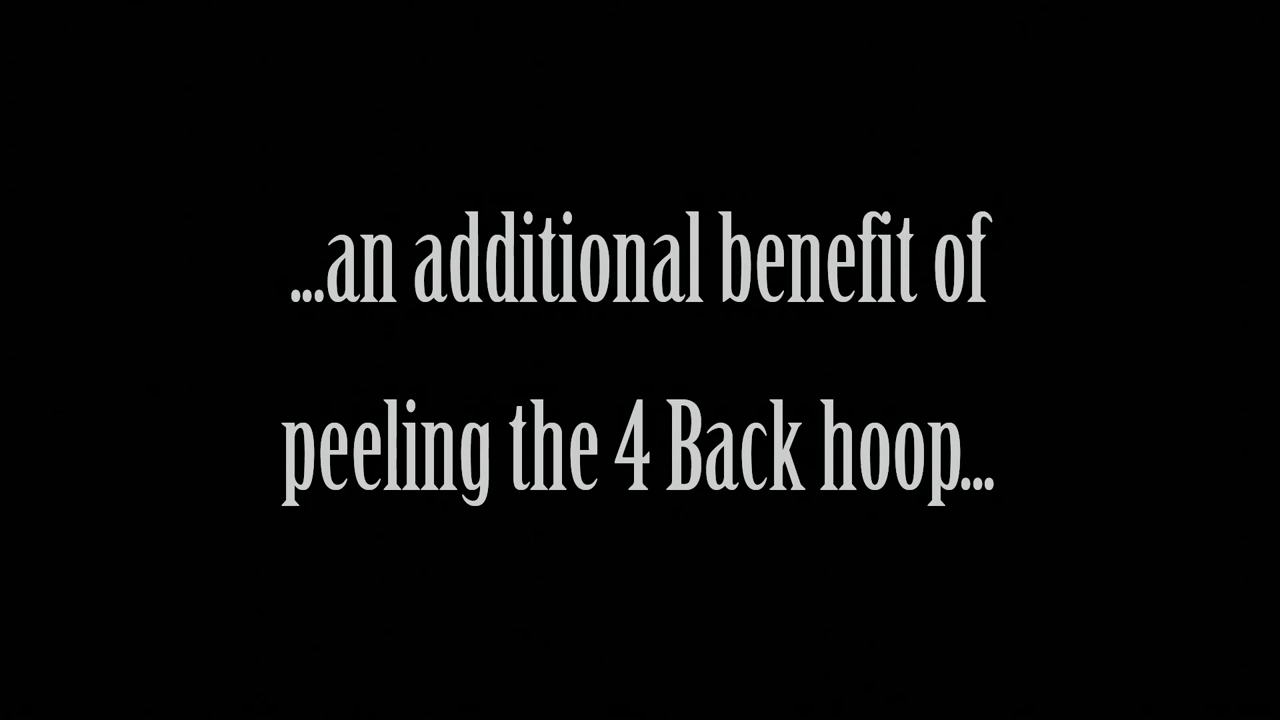 ...an additional benefit of
peeling the 4 Back hoop...